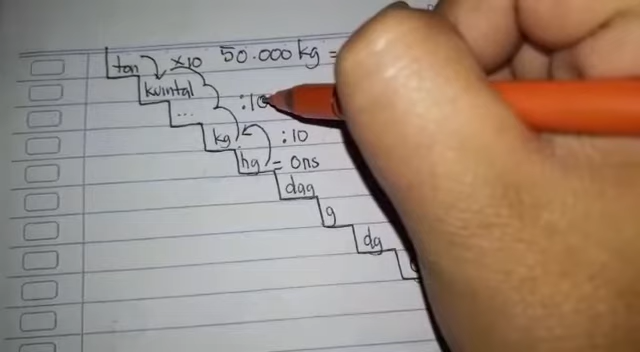 ton x10 50.000 kg =
kwintal
... :10
kg :10
hg = ons
dag
g
dg